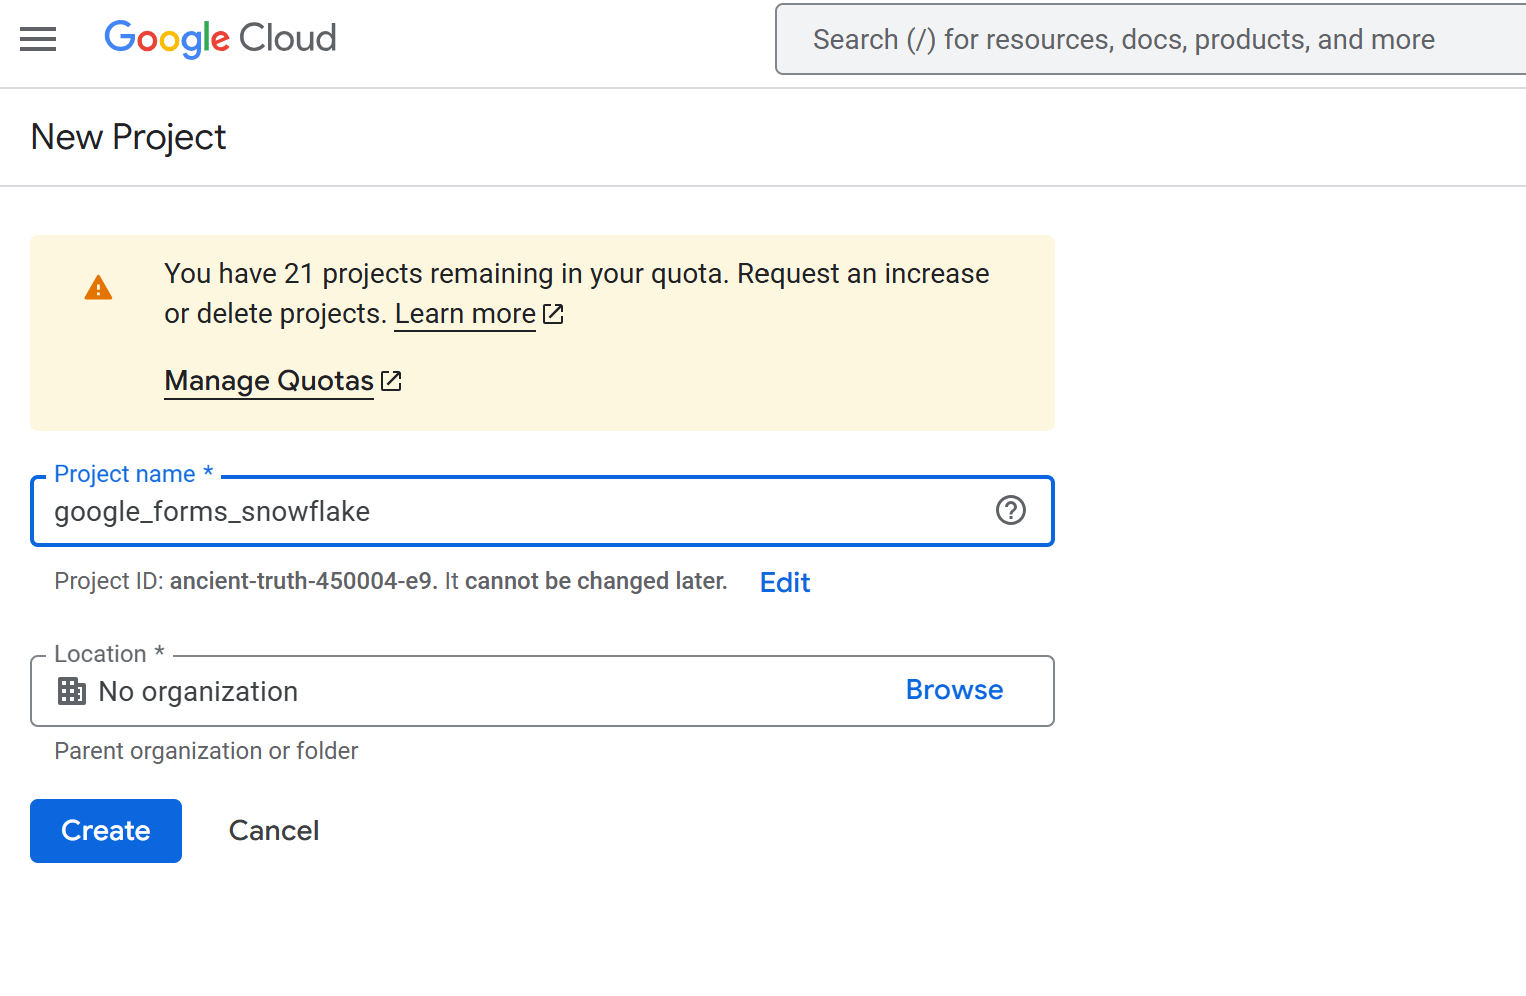 Google Cloud
Search (/) for resources, docs, products, and more
New Project
You have 21 projects remaining in your quota. Request an increase
or delete projects. Learn more
Manage Quotas
Project name *
google_forms_snowflake
Project ID: ancient-truth-450004-e9. It cannot be changed later. Edit
Location *
No organization Browse
Parent organization or folder
Create Cancel